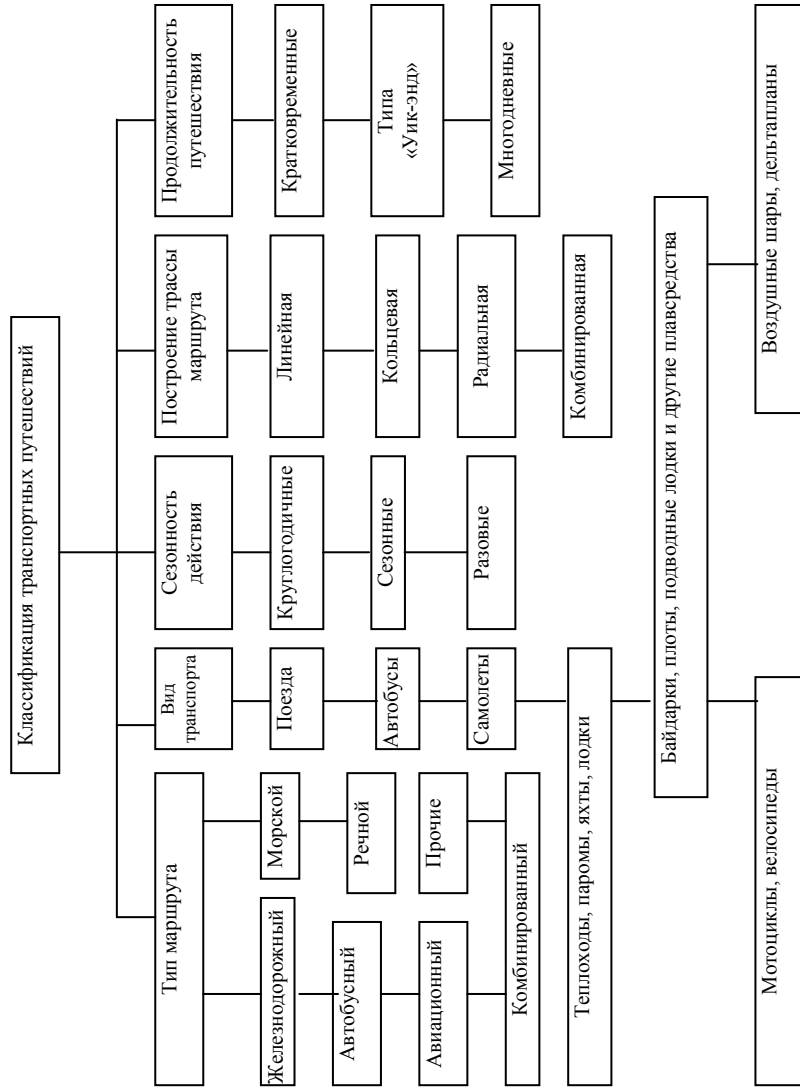 Классификация транспортных путешествий
Тип маршрута
Железнодорожный
Автобусный
Авиационный
Морской
Речной
Прочие
Комбинированный
Вид
транспорта
Поезда
Автобусы
Самолеты
Теплоходы, паромы, яхты, лодки
Байдарки, плоты, подводные лодки и другие плавсредства
Мотоциклы, велосипеды
Воздушные шары, дельтапланы
Сезонность
действия
Круглогодичные
Сезонные
Разовые
Построение трассы
маршрута
Линейная
Кольцевая
Радиальная
Комбинированная
Продолжительность
путешествия
Кратковременные
Типа
«Уик-энд»
Многодневные